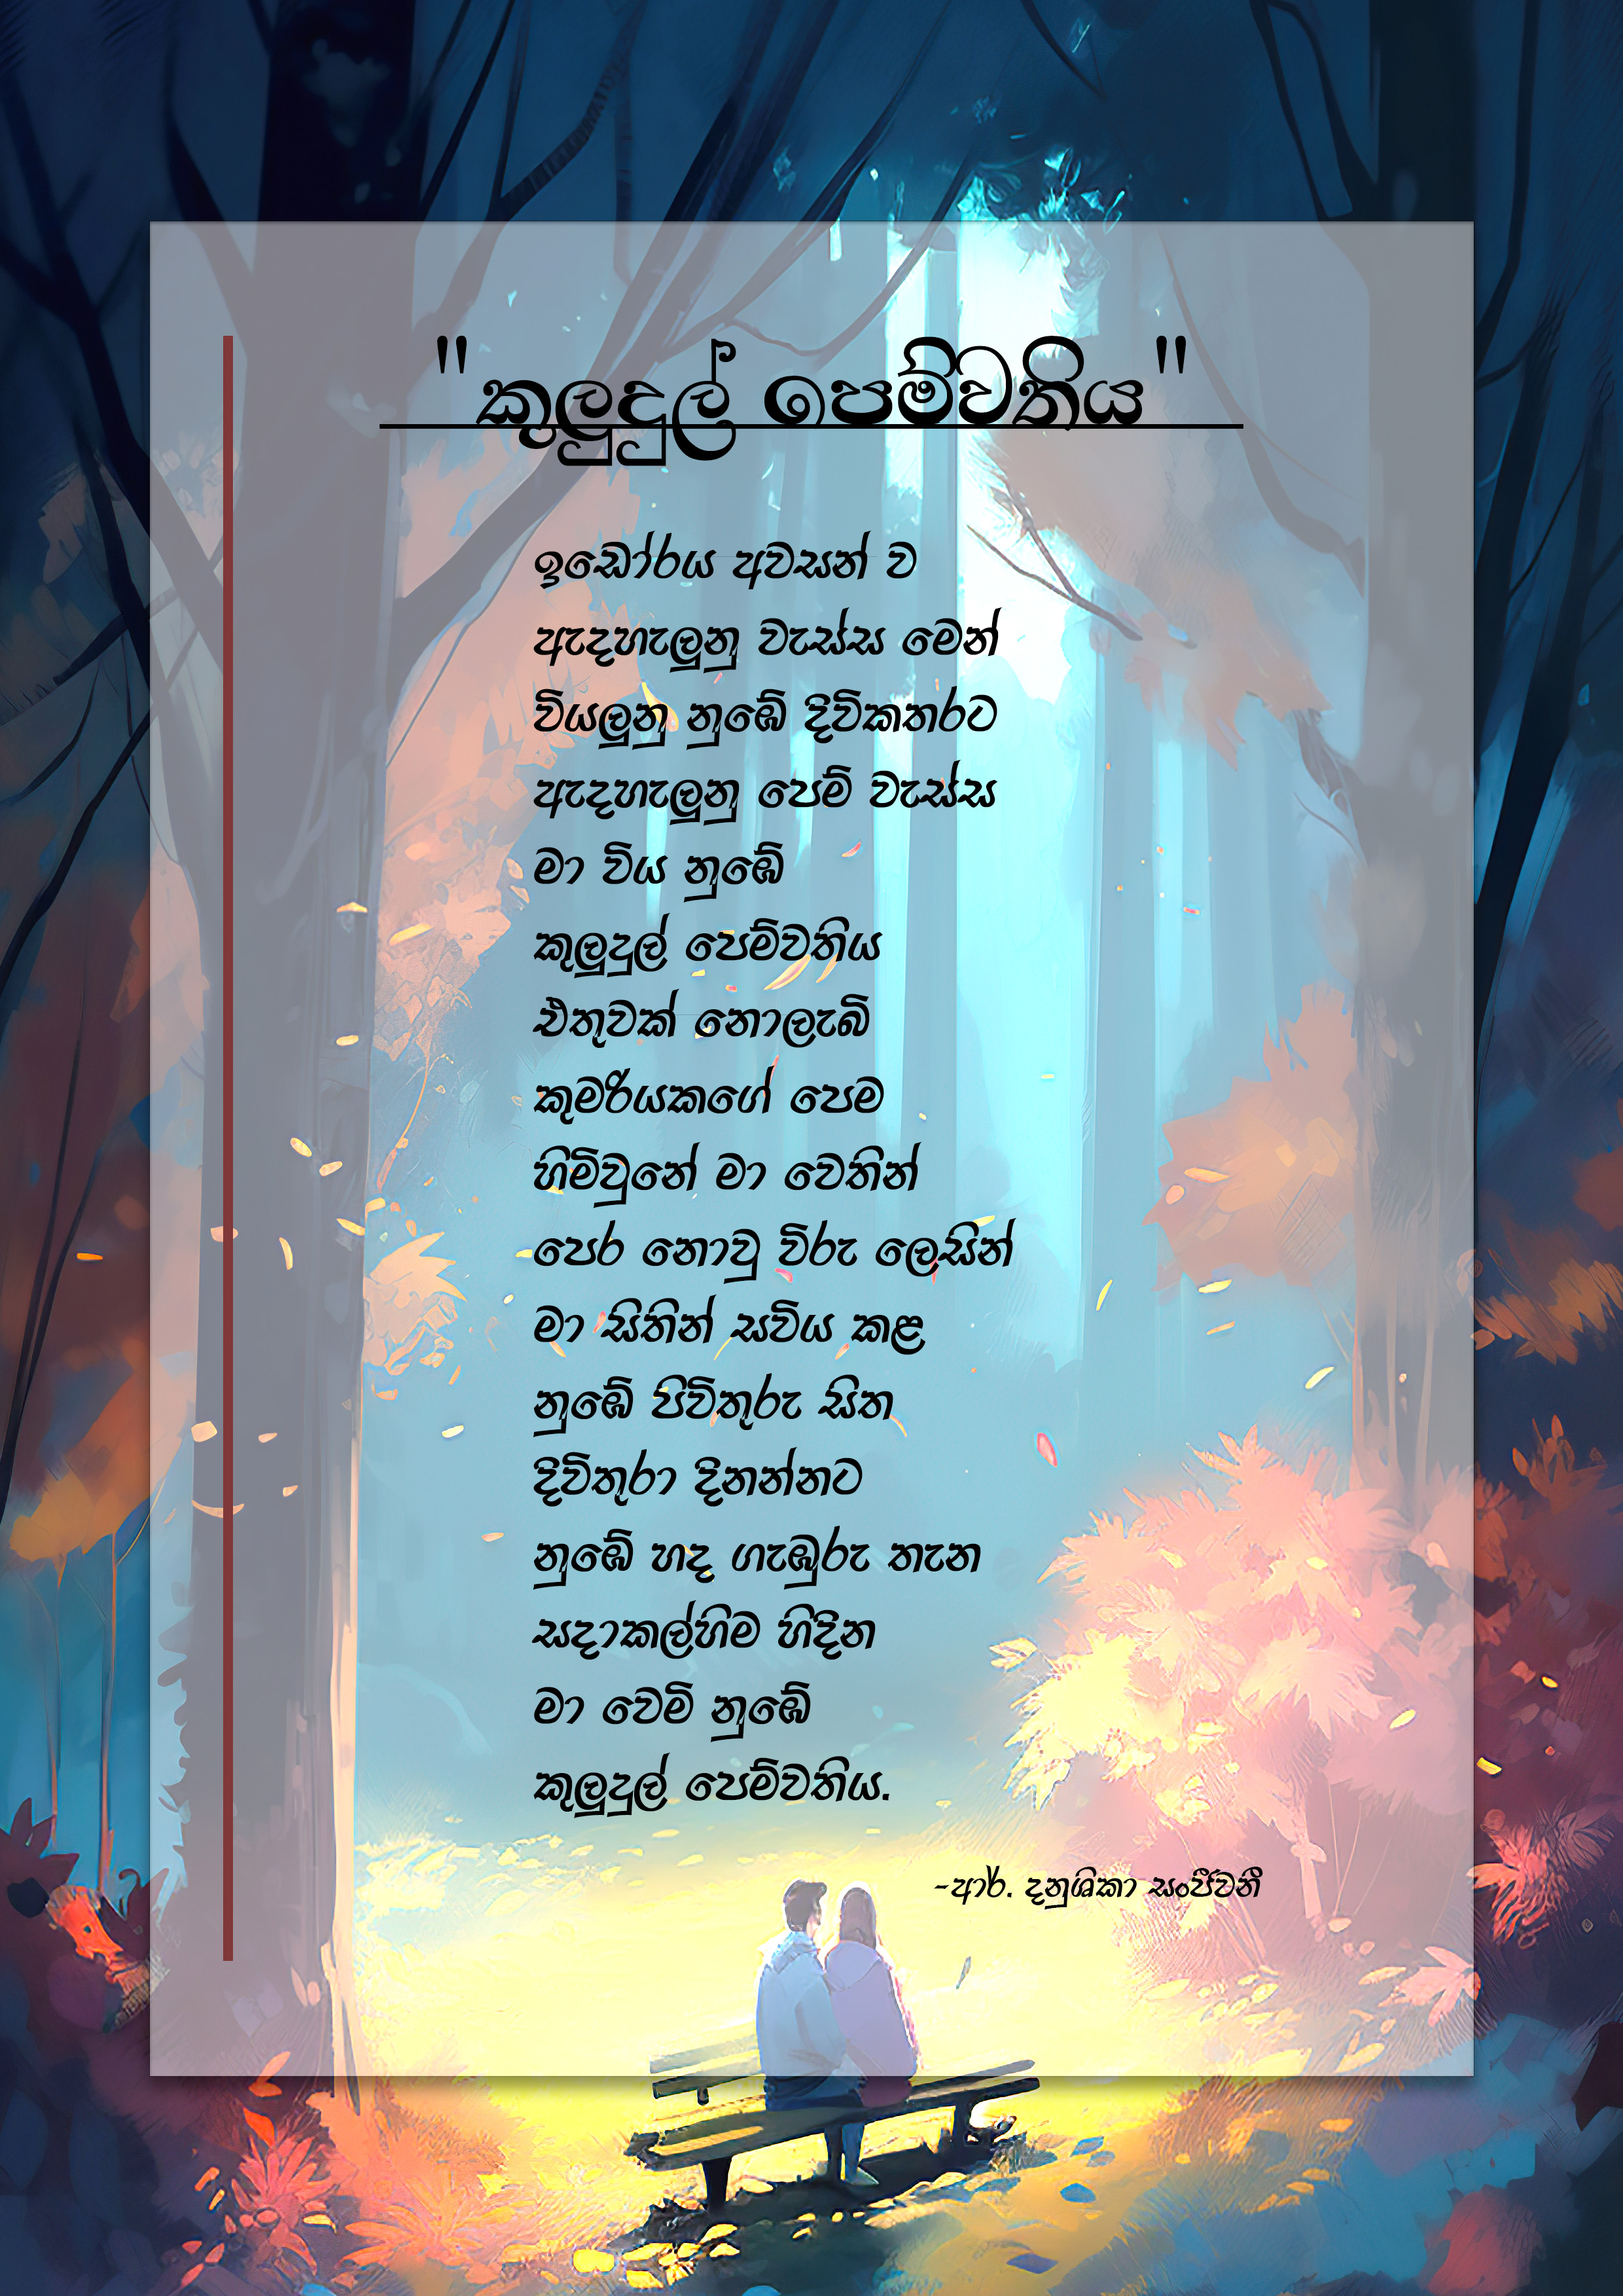 "කුලුදුල් පෙම්වතිය"
ඉඩෝරය අවසන් ව
ඇදහැලුනු වැස්ස මෙන්
වියලුනු නුඹේ දිවිකතරට
ඇදහැලුනු පෙම් වැස්ස
මා විය නුඹේ
කුලුදුල් පෙම්වතිය
එතුවක් නොලැබි
කුමරියකගේ පෙම
හිමිවුනේ මා වෙතින්
පෙර නොවු විරු ලෙසින්
මා සිතින් සවිය කළ
නුඹේ පිවිතුරු සිත
දිවිතුරා දිනන්නට
නුඹේ හද ගැඹුරු තැන
සදාකල්හිම හිදින
මා වෙමි නුඹේ
කුලුදුල් පෙම්වතිය.
-ආර්. දනුශිකා සංජීවනී